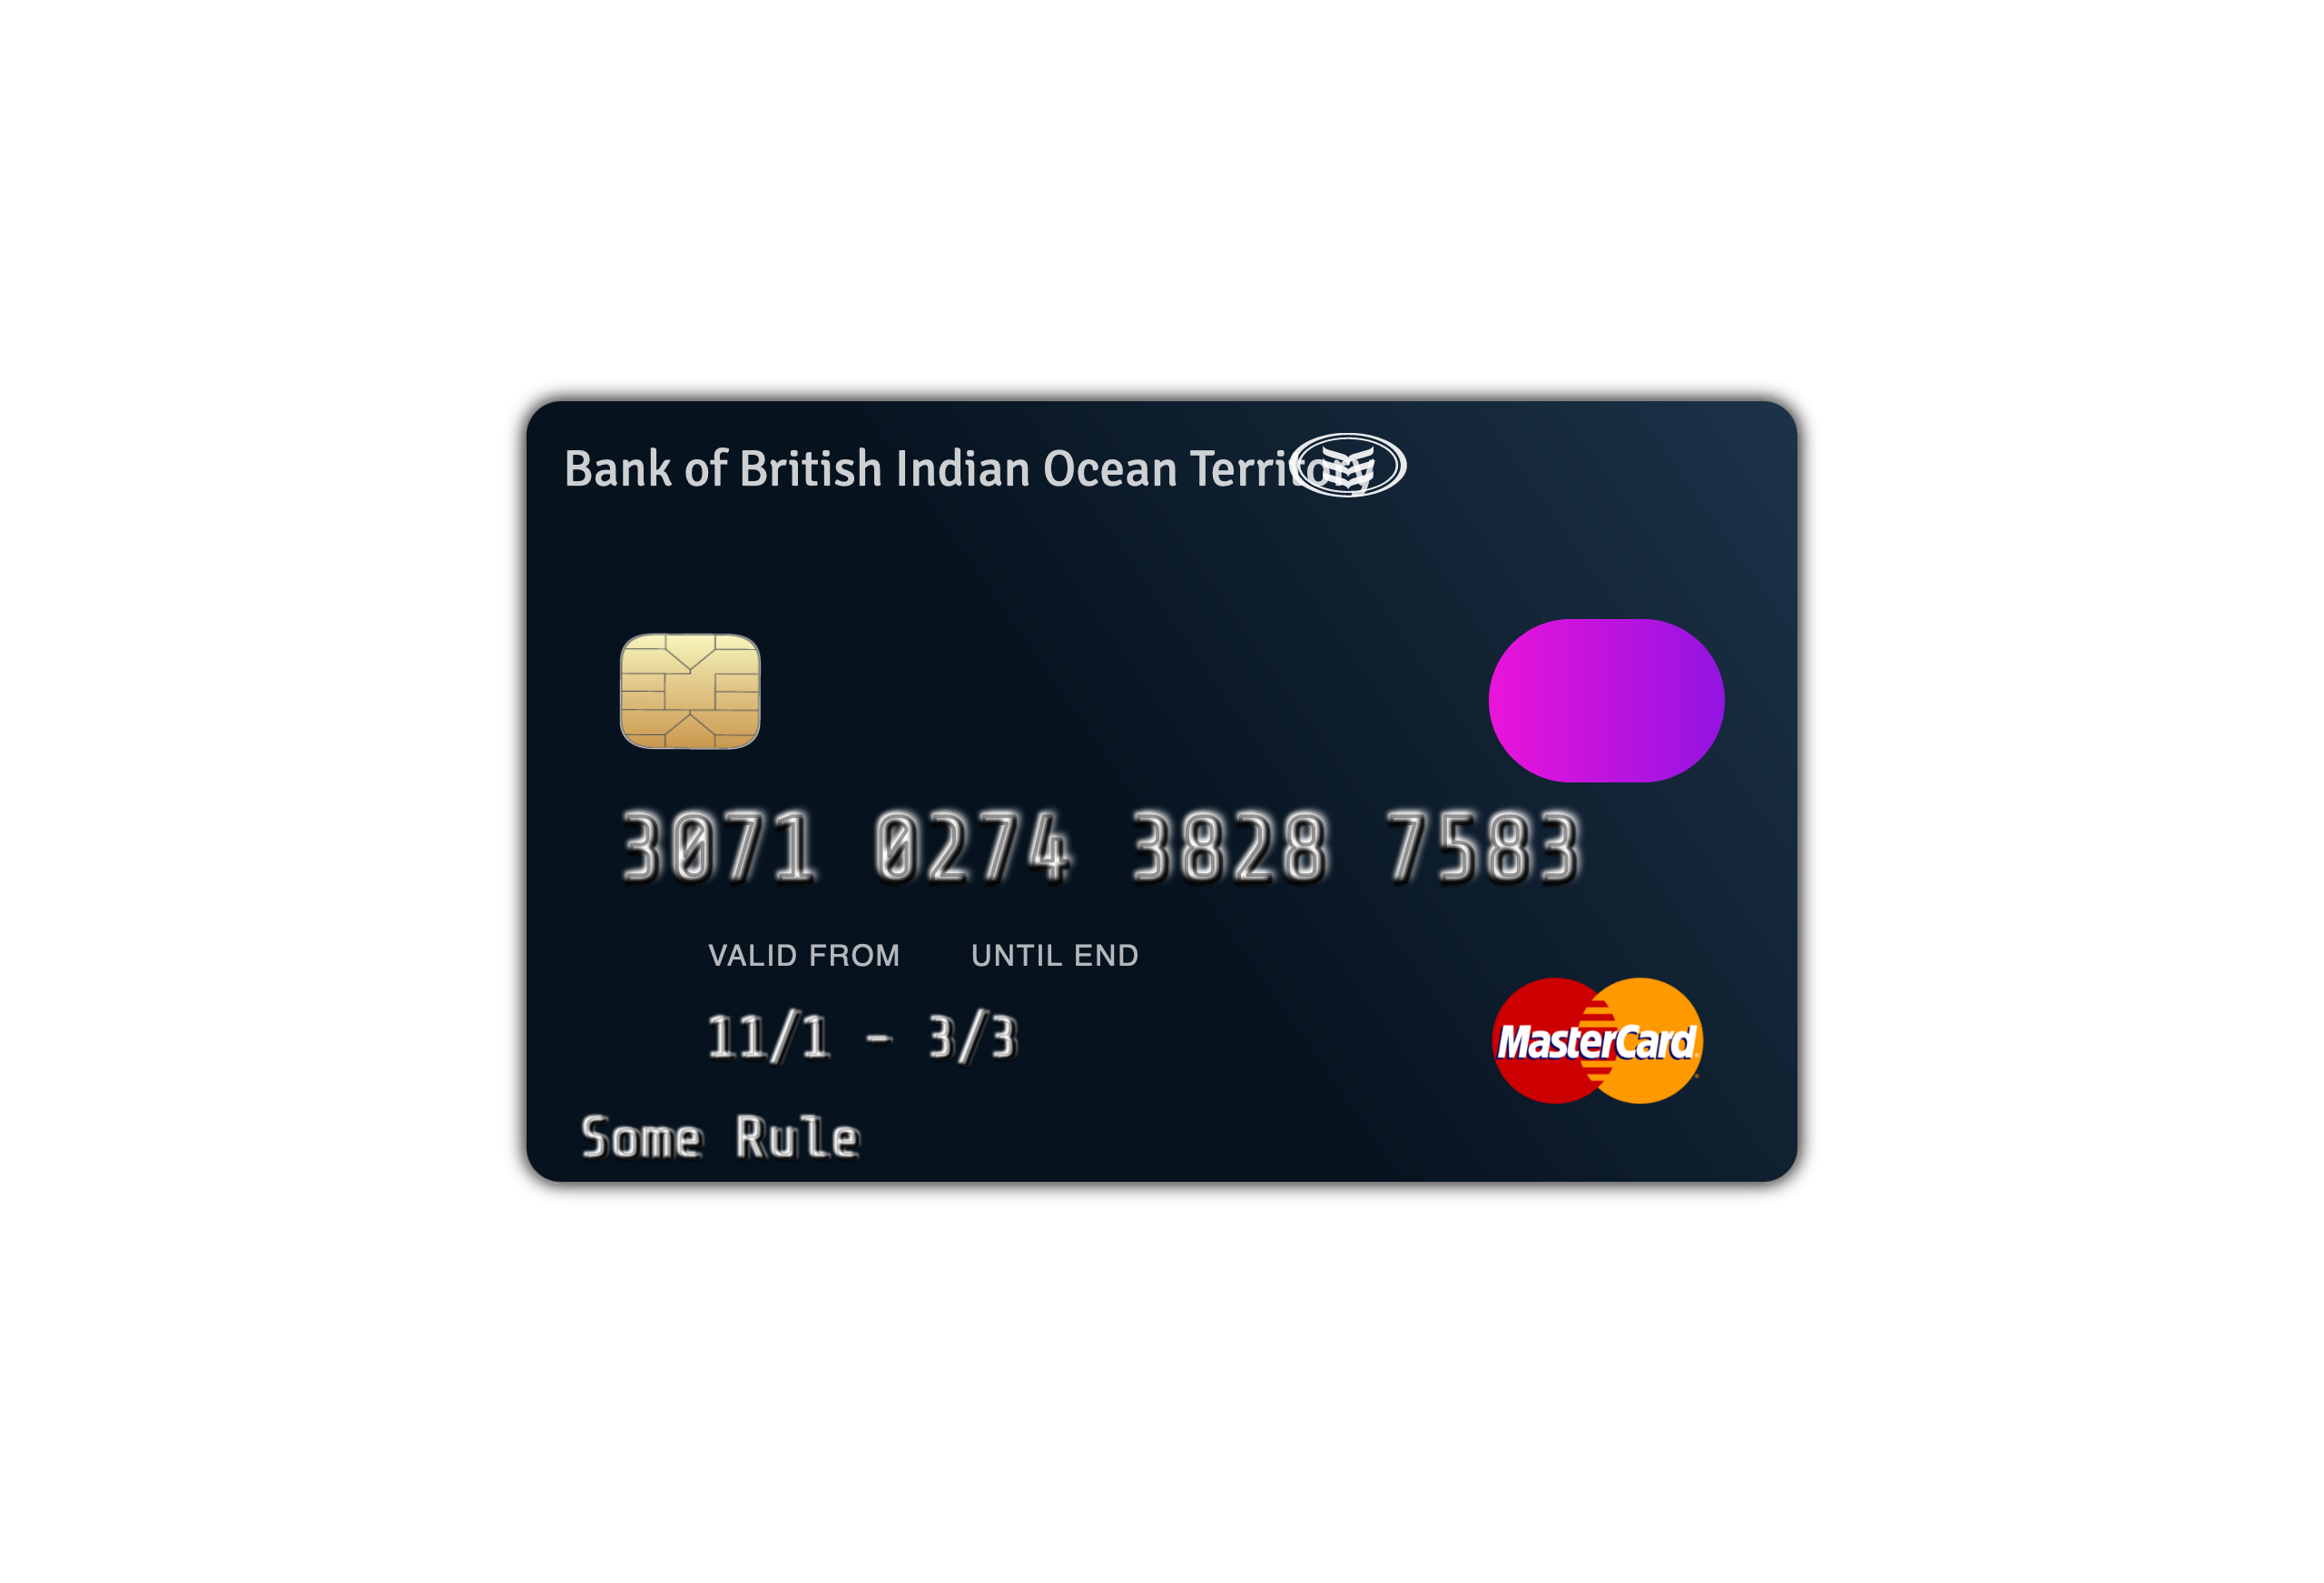 Bank of British Indian Ocean Territory
3071 0274 3828 7583
VALID FROM UNTIL END
11/1 - 3/3
MasterCard
Some Rule